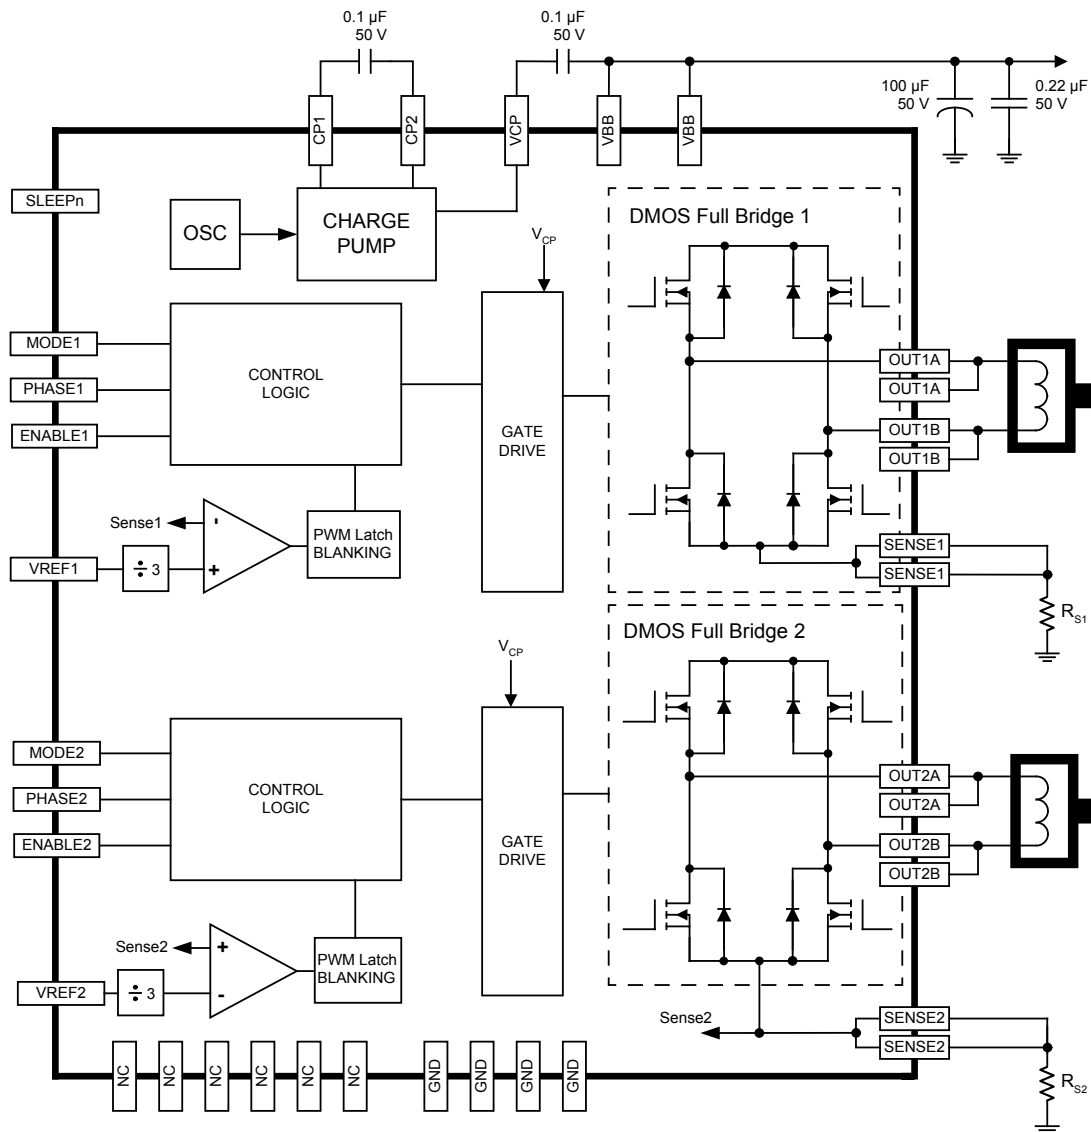 0.1 µF
50 V
0.1 µF
50 V
100 µF
50 V
0.22 µF
50 V
CP1
CP2
VCP
VBB
VBB
SLEEPn
OSC
CHARGE
PUMP
VCP
DMOS Full Bridge 1
MODE1
PHASE1
ENABLE1
CONTROL
LOGIC
GATE
DRIVE
OUT1A
OUT1A
OUT1B
OUT1B
Sense1
-
+
PWM Latch
BLANKING
VREF1
÷ 3
SENSE1
SENSE1
RS1
DMOS Full Bridge 2
VCP
MODE2
PHASE2
ENABLE2
CONTROL
LOGIC
GATE
DRIVE
OUT2A
OUT2A
OUT2B
OUT2B
Sense2
+
-
PWM Latch
BLANKING
VREF2
÷ 3
Sense2
SENSE2
SENSE2
RS2
NC
NC
NC
NC
NC
NC
GND
GND
GND
GND